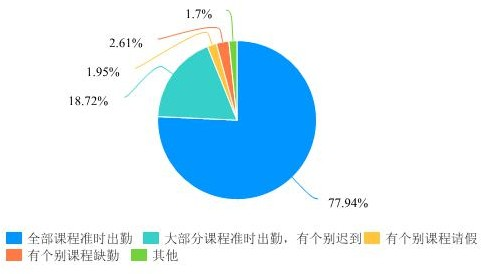 1.7%
2.61%
1.95%
18.72%
77.94%
全部课程准时出勤 大部分课程准时出勤，有个别迟到 有个别课程请假
有个别课程缺勤 其他